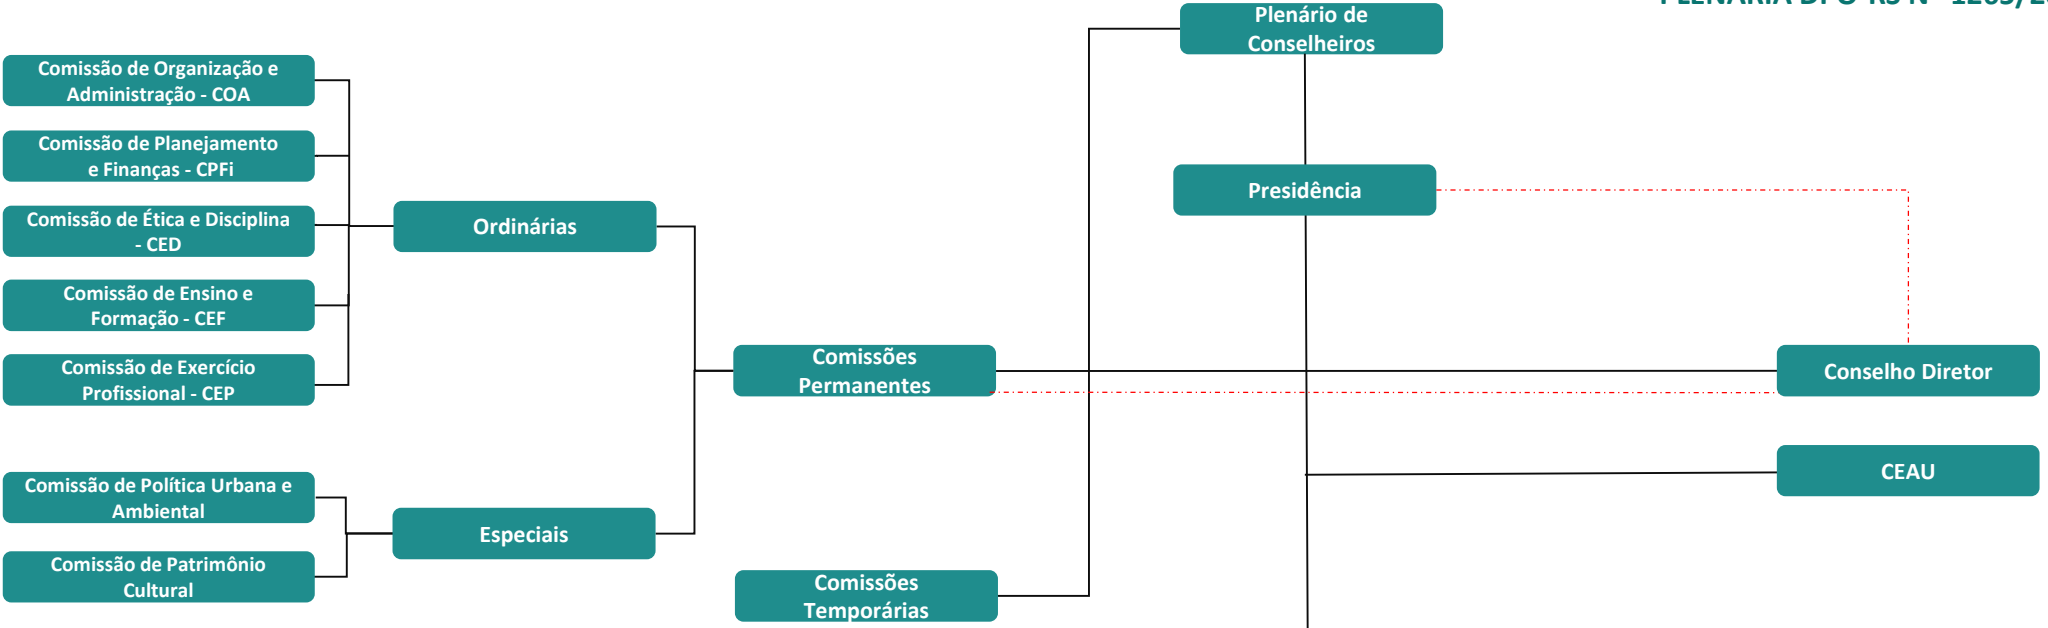 Plenário de
Conselheiros
Comissão de Organização e
Administração - COA
Comissão de Planejamento
e Finanças - CPFi
Presidência
Comissão de Ética e Disciplina
- CED
Ordinárias
Comissão de Ensino e
Formação - CEF
Comissão de Exercício
Profissional - CEP
Comissões
Permanentes
Conselho Diretor
CEAU
Comissão de Política Urbana e
Ambiental
Especiais
Comissão de Patrimônio
Cultural
Comissões
Temporárias